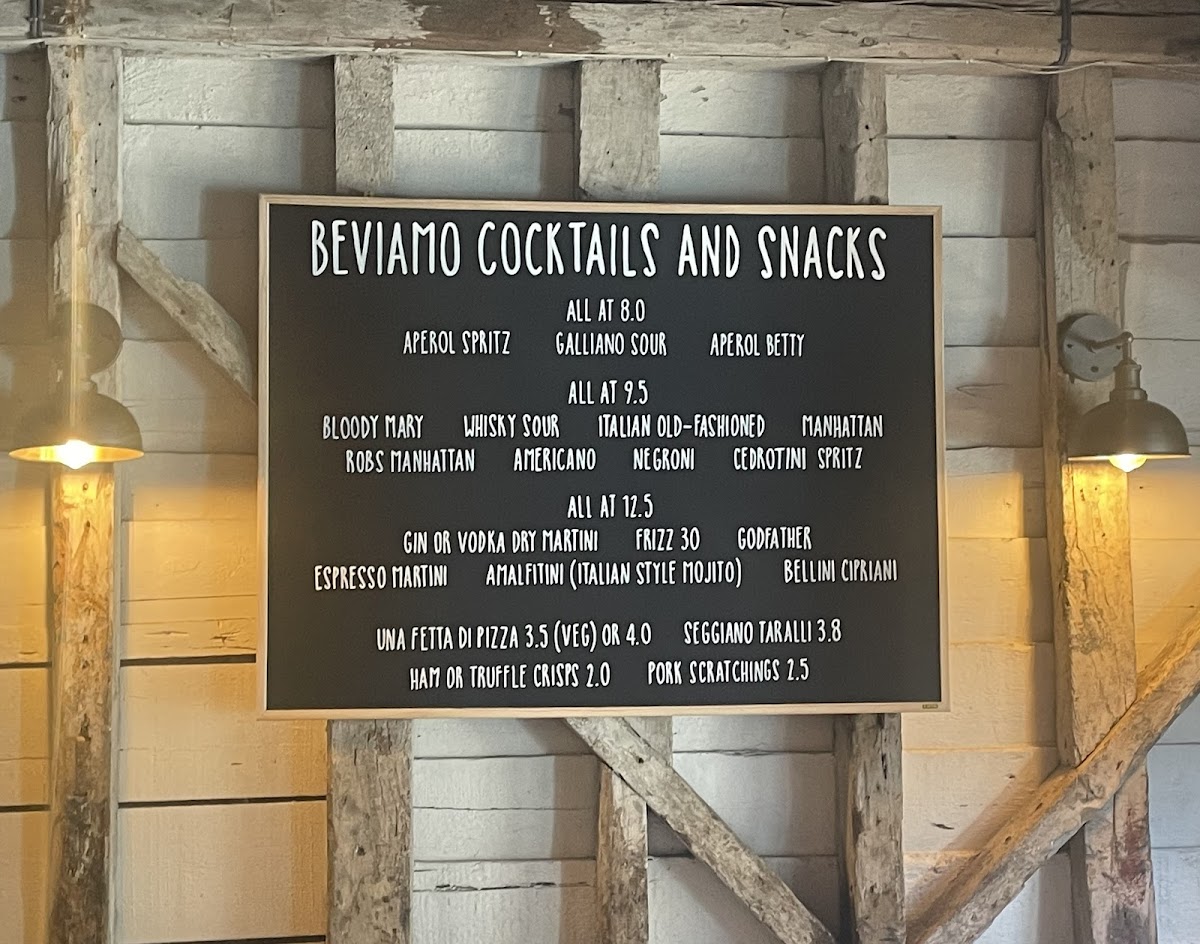 BEVIAMO COCKTAILS AND SNACKS
ALL AT 8.0
APEROL SPRITZ GALLIANO SOUR APEROL BETTY
ALL AT 9.5
BLOODY MARY WHISKY SOUR ITALIAN OLD-FASHIONED MANHATTAN
ROBS MANHATTAN AMERICANO NEGRONI CEDROTINI SPRITZ
ALL AT 12.5
GIN OR VODKA DRY MARTINI FRIZZ 30 GODFATHER
ESPRESSO MARTINI AMALFITINI (ITALIAN STYLE MOJITO) BELLINI CIPRIANI
UNA FETTA DI PIZZA 3.5 (VEG) OR 4.0 SEGGIANO TARALLI 3.8
HAM OR TRUFFLE CRISPS 2.0 PORK SCRATCHINGS 2.5